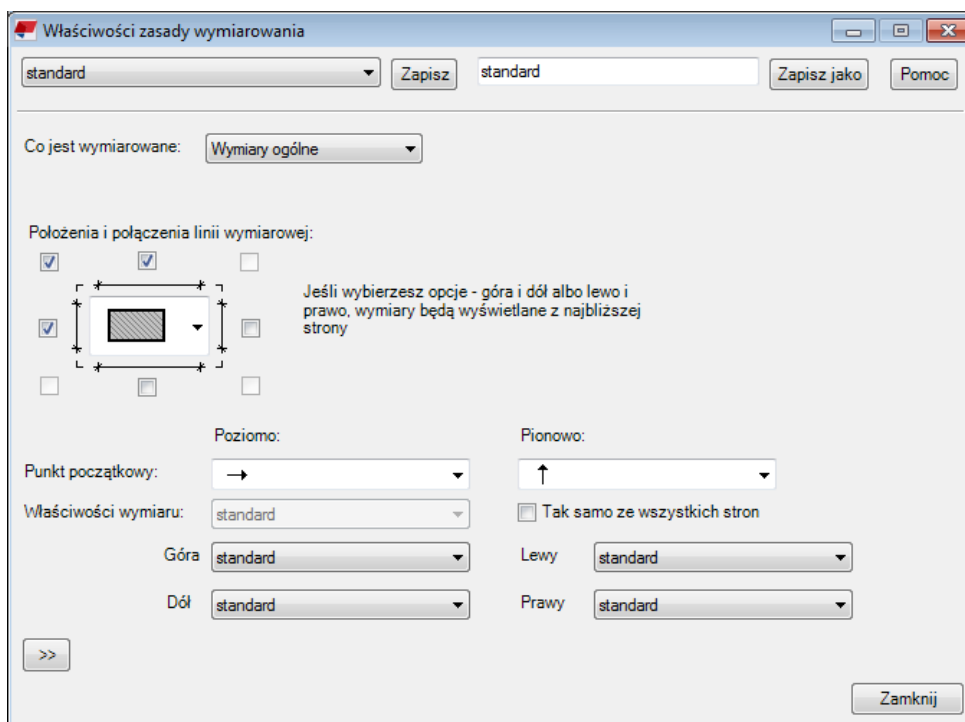 Właściwości zasady wymiarowania
standard Zapisz standard Zapisz jako Pomoc
Co jest wymiarowane: Wymiary ogólne
Położenia i połączenia linii wymiarowej:
Jeśli wybierzesz opcje - góra i dół albo lewo i
prawo, wymiary będą wyświetlane z najbliższej
strony
Poziomo: Pionowo:
Punkt początkowy:
Właściwości wymiaru: standard Tak samo ze wszystkich stron
Góra standard Lewy standard
Dół standard Prawy standard
>>
Zamknij